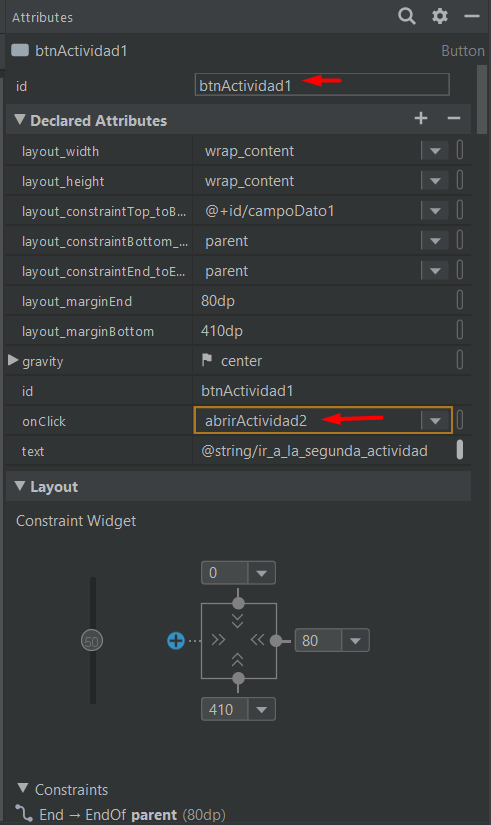 Attributes
btnActividad1 Button
id btnActividad1
Declared Attributes
layout_width wrap_content
layout_height wrap_content
layout_constraintTop_toB... @+id/campoDato1
layout_constraintBottom_... parent
layout_constraintEnd_toE... parent
layout_marginEnd 80dp
layout_marginBottom 410dp
gravity center
id btnActividad1
onClick abrirActividad2
text @string/ir_a_la_segunda_actividad
Layout
Constraint Widget
0
50
80
410
Constraints
End → EndOf parent (80dp)